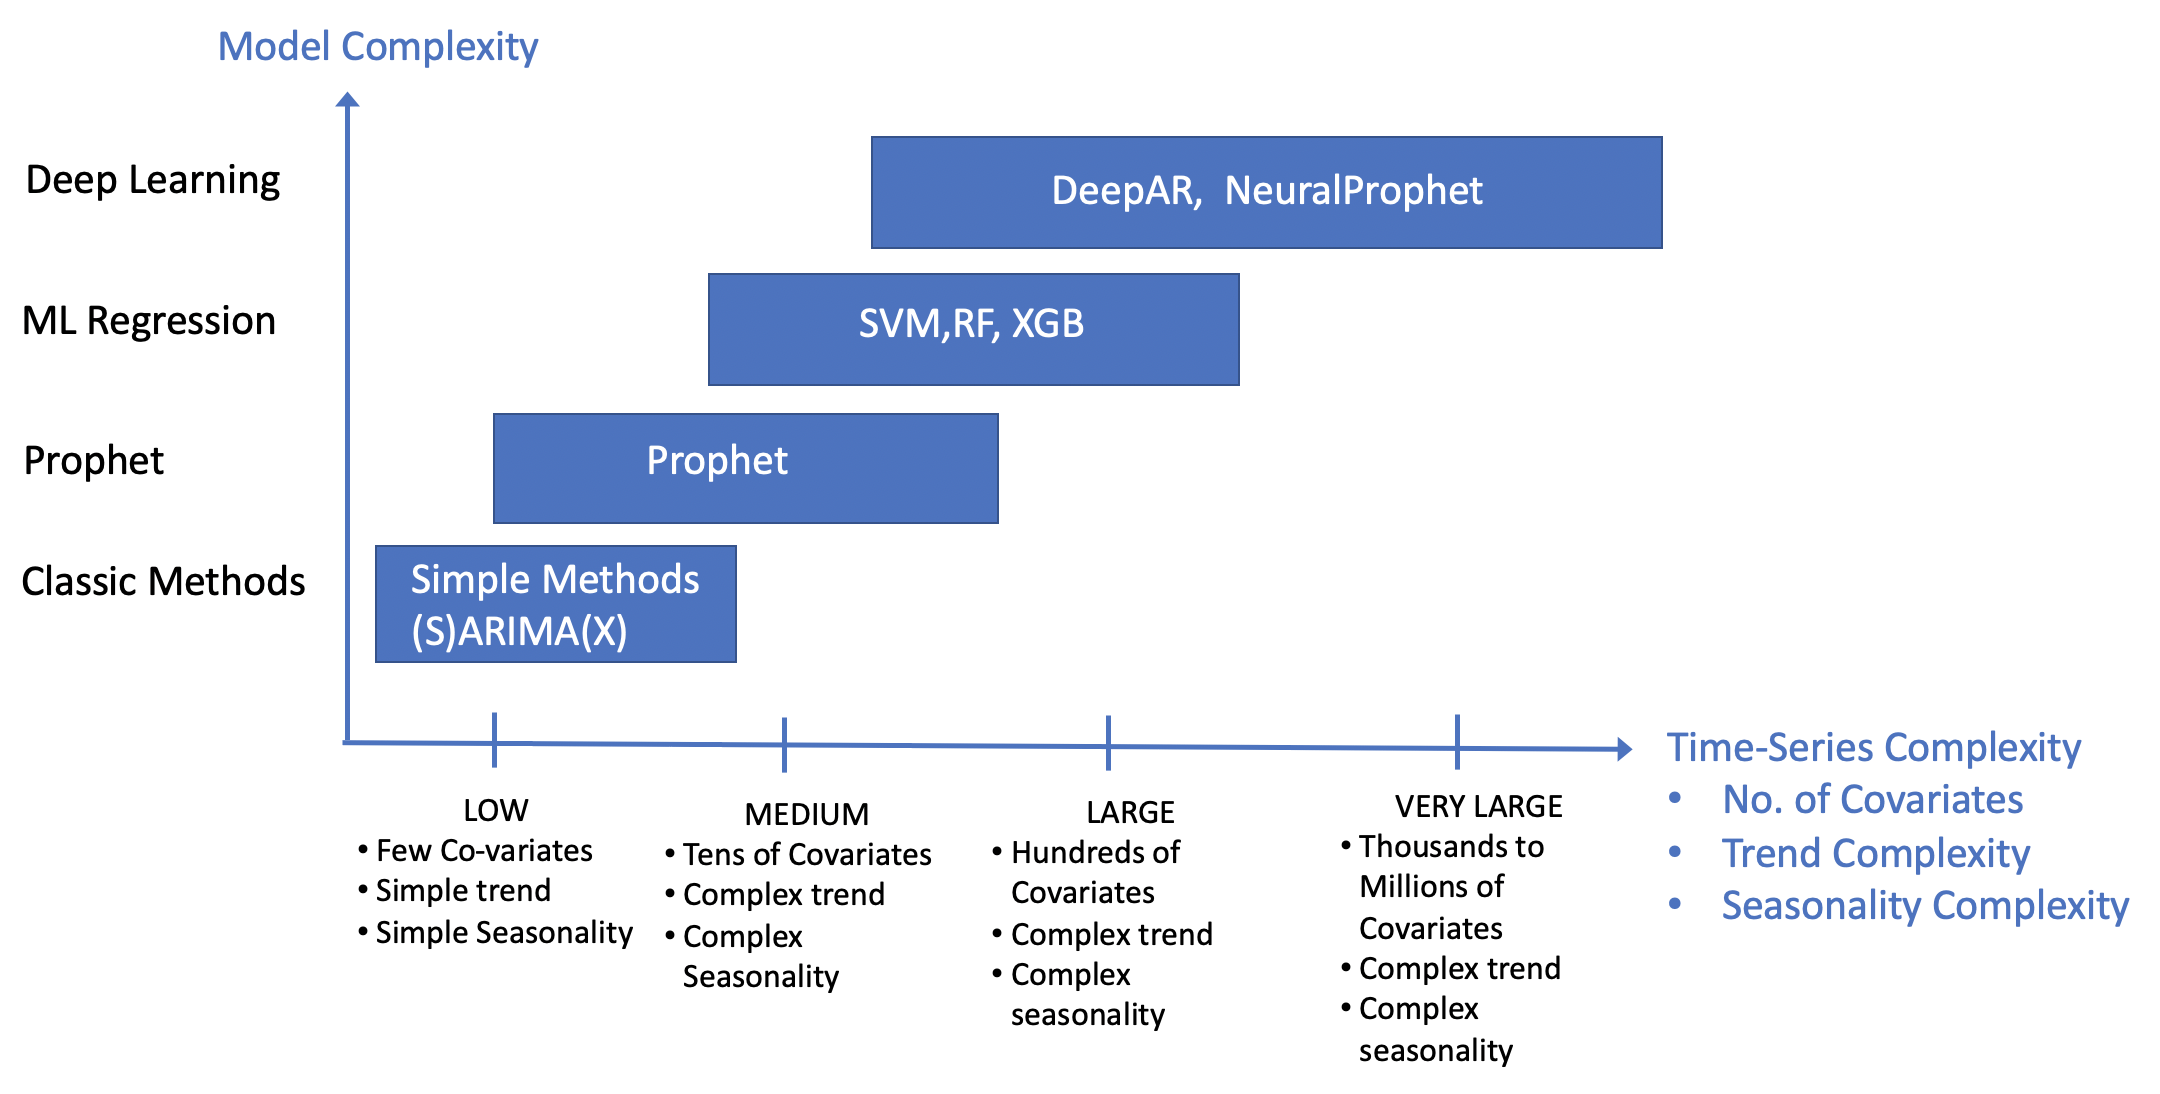 Model Complexity
Deep Learning
DeepAR,  NeuralProphet
ML Regression
SVM,RF, XGB
Prophet
Prophet
Classic Methods
Simple Methods
(S)ARIMA(X)
Time-Series Complexity
• No. of Covariates
• Trend Complexity
• Seasonality Complexity
LOW
• Few Co-variates
• Simple trend
• Simple Seasonality
MEDIUM
• Tens of Covariates
• Complex trend
• Complex
Seasonality
LARGE
• Hundreds of
Covariates
• Complex trend
• Complex
seasonality
VERY LARGE
• Thousands to
Millions of
Covariates
• Complex trend
• Complex
seasonality